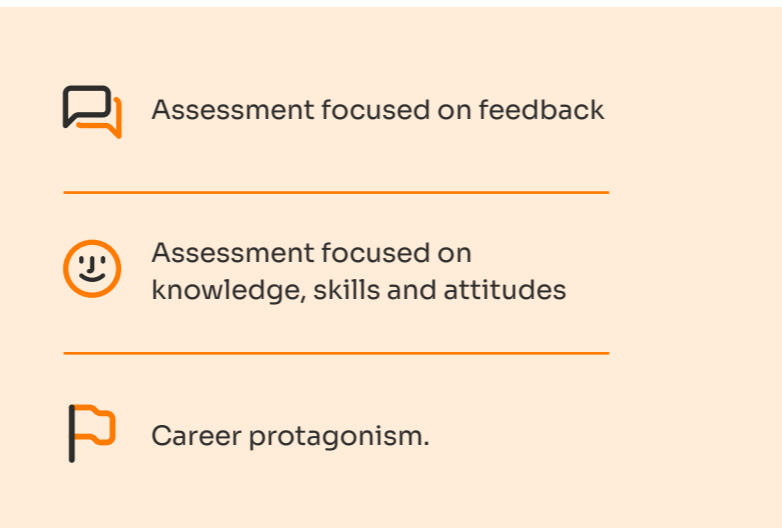 Assessment focused on feedback
Assessment focused on
knowledge, skills and attitudes
Career protagonism.